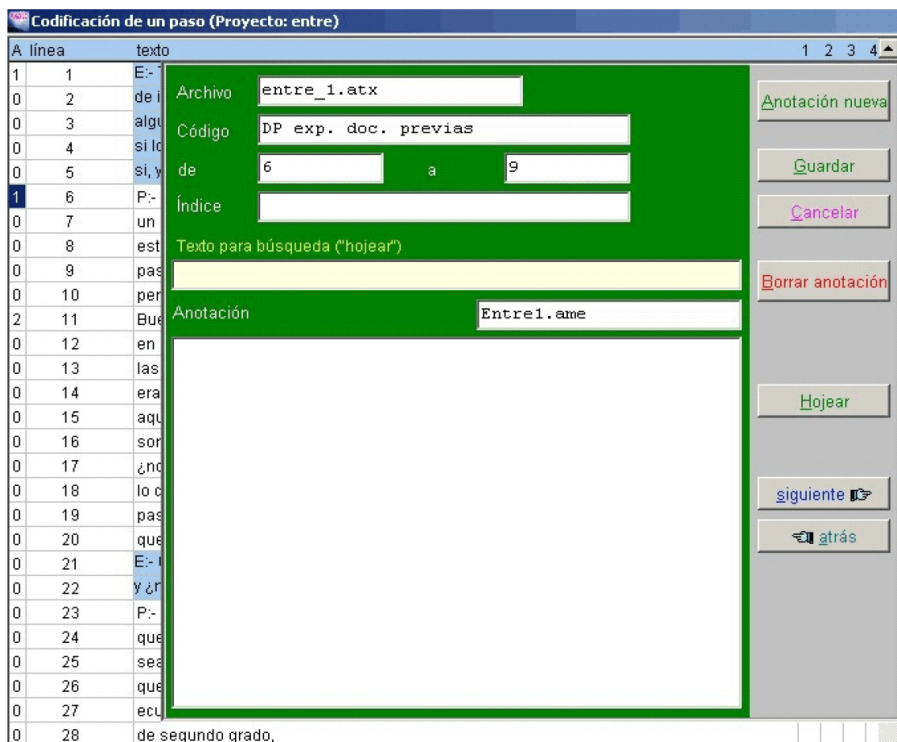 Codificación de un paso (Proyecto: entre)
A línea texto 1 2 3 4
1 1 E:-
0 2 de i
0 3 algu
0 4 si lo
0 5 si, y
1 6 P:-
0 7 un
0 8 est
0 9 pas
0 10 per
2 11 Bue
0 12 en
0 13 las
0 14 era
0 15 aqu
0 16 son
0 17 ¿no
0 18 lo c
0 19 pas
0 20 que
0 21 E:-
0 22 y ¿n
0 23 P:-
0 24 que
0 25 sea
0 26 que
0 27 ecu
0 28 de segundo grado,
Archivo entre_1.atx
Código DP exp. doc. previas
de 6 a 9
Índice
Texto para búsqueda ("hojear")
Anotación Entre1.ame
Anotación nueva
Guardar
Cancelar
Borrar anotación
Hojear
siguiente
atrás